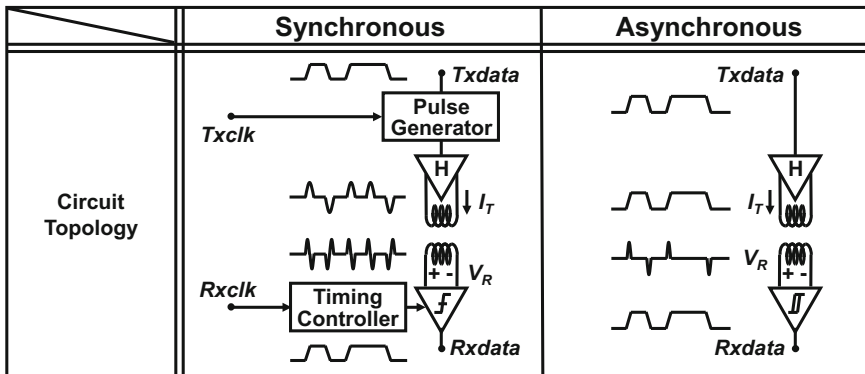 Synchronous
Asynchronous
Circuit
Topology
Txdata
Pulse
Generator
Txclk
H
I_T
+ -
V_R
Rxclk
Timing
Controller
Rxdata
Txdata
H
I_T
V_R
+ -
Rxdata